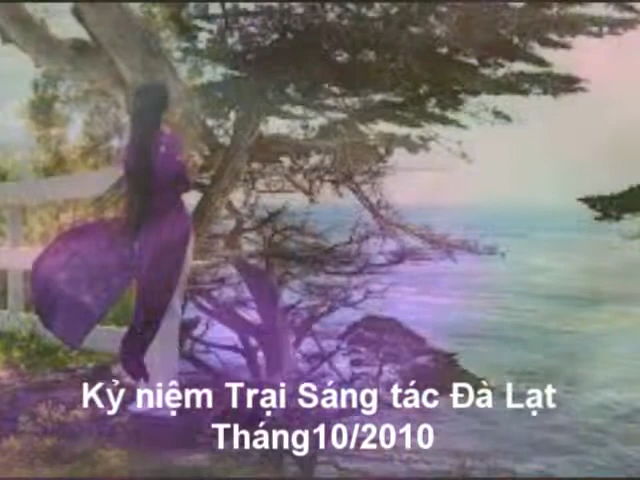 Kỷ niệm Trại Sáng tác Đà Lạt
Tháng10/2010